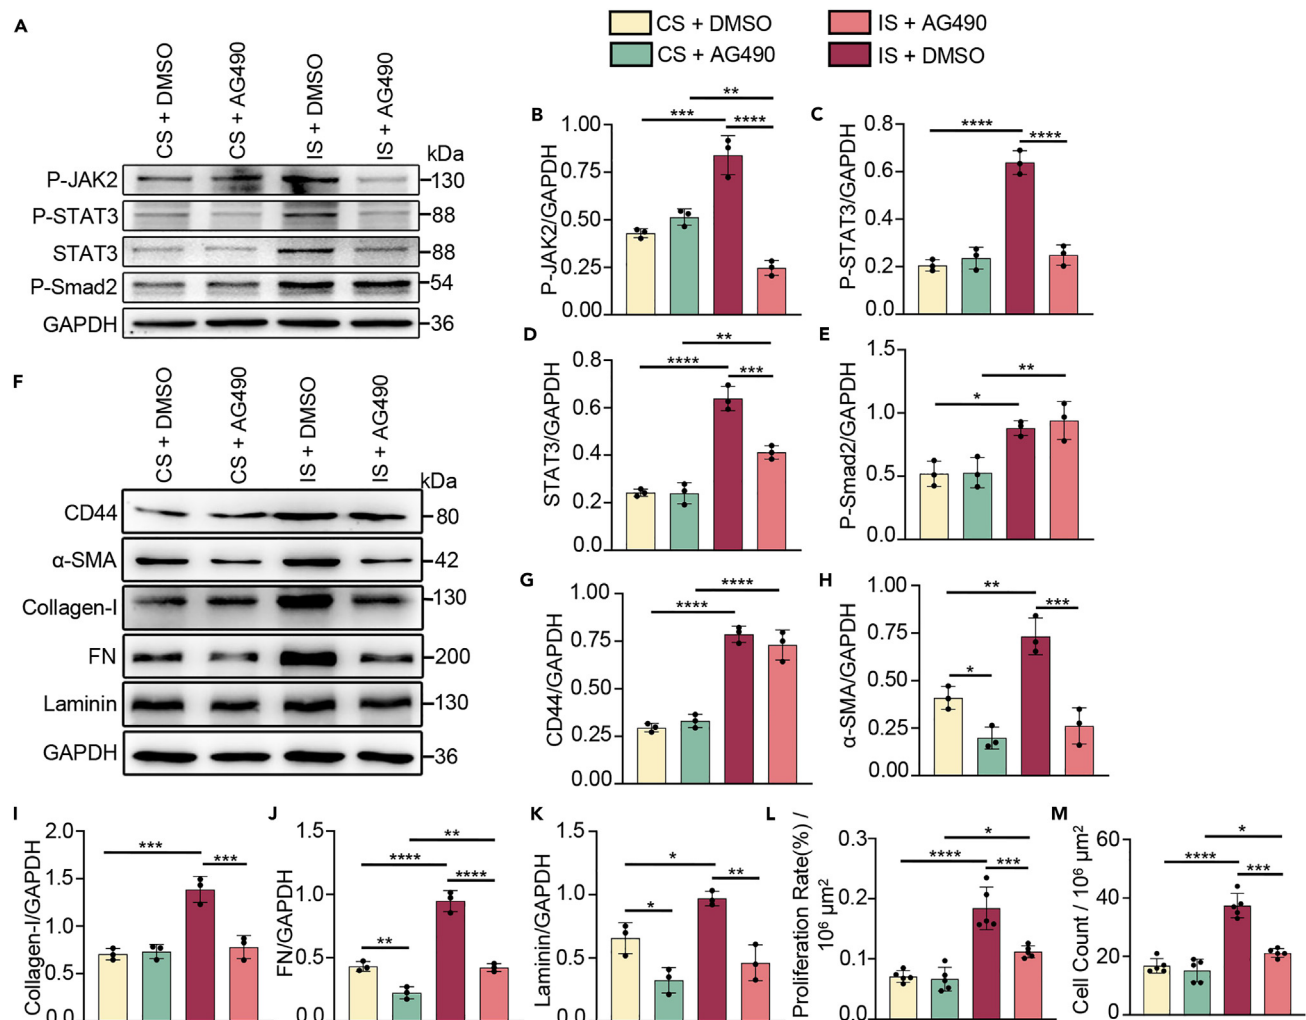 CS + DMSO
CS + AG490
IS + AG490
IS + DMSO
A
CS + DMSO
CS + AG490
IS + DMSO
IS + AG490
kDa
P-JAK2
130
P-STAT3
88
STAT3
88
P-Smad2
54
GAPDH
36
B
P-JAK2/GAPDH
1.00
0.75
0.50
0.25
0.00
***
**
****
C
P-STAT3/GAPDH
0.8
0.6
0.4
0.2
0.0
****
****
D
STAT3/GAPDH
0.8
0.6
0.4
0.2
0.0
****
**
***
E
P-Smad2/GAPDH
1.5
1.0
0.5
0.0
*
**
F
CS + DMSO
CS + AG490
IS + DMSO
IS + AG490
kDa
CD44
80
α-SMA
42
Collagen-I
130
FN
200
Laminin
130
GAPDH
36
G
CD44/GAPDH
1.00
0.75
0.50
0.25
0.00
****
****
H
α-SMA/GAPDH
1.00
0.75
0.50
0.25
0.00
**
***
*
I
Collagen-I/GAPDH
2.0
1.5
1.0
0.5
0.0
***
***
J
FN/GAPDH
1.5
1.0
0.5
0.0
**
****
****
**
K
Laminin/GAPDH
1.5
1.0
0.5
0.0
*
**
*
L
Proliferation Rate(%) /
10⁶ µm²
0.3
0.2
0.1
0
*
****
***
M
Cell Count / 10⁶ µm²
60
40
20
0
*
****
***